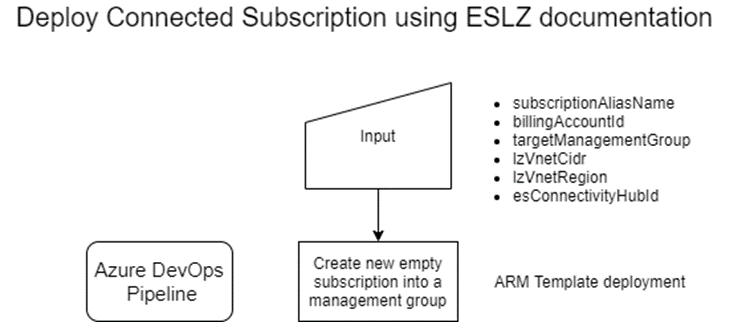 Deploy Connected Subscription using ESLZ documentation
Input
• subscriptionAliasName
• billingAccountId
• targetManagementGroup
• lzVnetCidr
• lzVnetRegion
• esConnectivityHubId
Azure DevOps
Pipeline
Create new empty
subscription into a
management group
ARM Template deployment